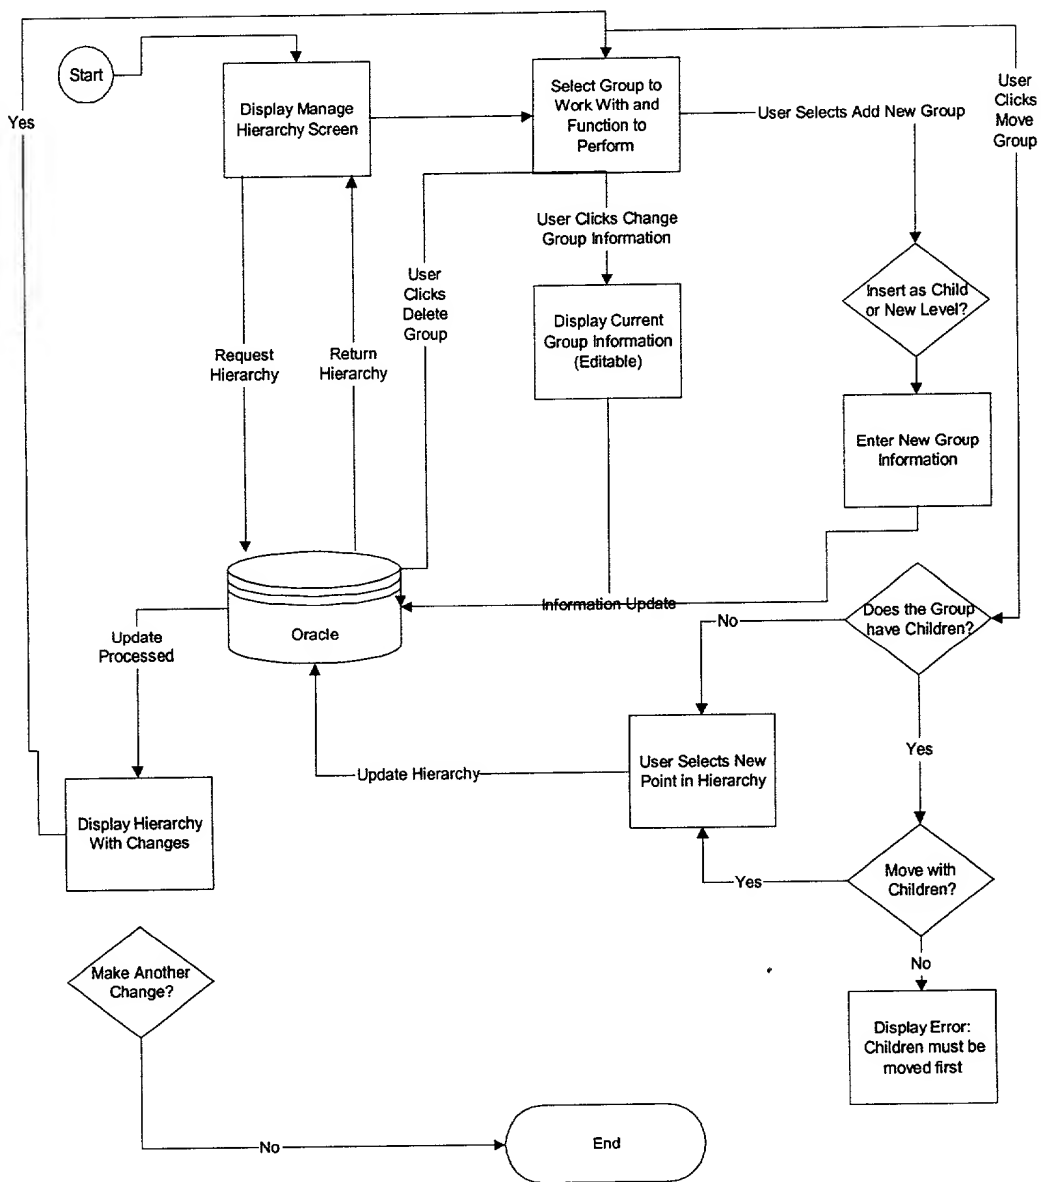 Start
Display Manage
Hierarchy Screen
Select Group to
Work With and
Function to
Perform
User Selects Add New Group
User
Clicks
Move
Group
Yes
User Clicks Change
Group Information
User
Clicks
Delete
Group
Insert as Child
or New Level?
Request
Hierarchy
Return
Hierarchy
Display Current
Group Information
(Editable)
Enter New Group
Information
Oracle
Information Update
Does the Group
have Children?
No
Update
Processed
Yes
User Selects New
Point in Hierarchy
Update Hierarchy
Display Hierarchy
With Changes
Move with
Children?
Yes
No
Make Another
Change?
Display Error:
Children must be
moved first
No
End